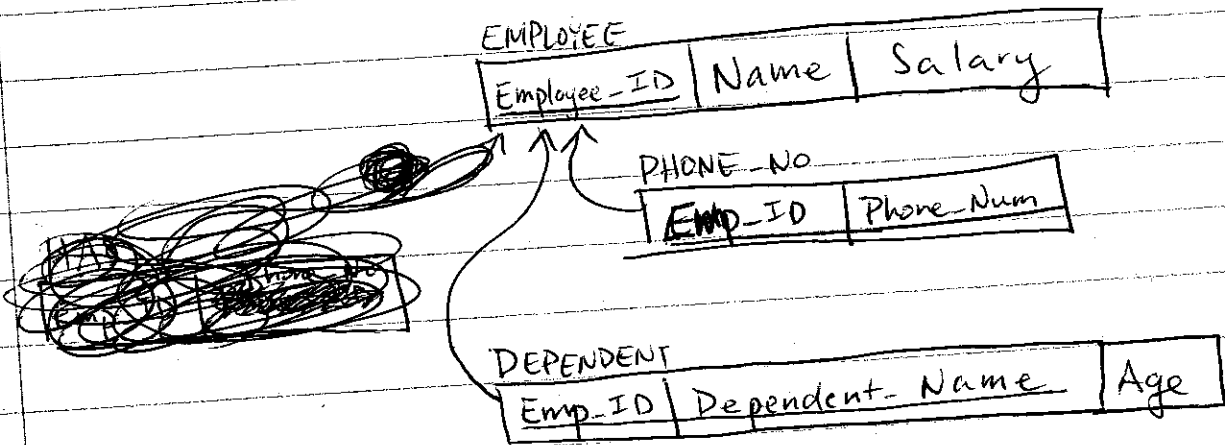 EMPLOYEE
Employee_ID Name Salary
PHONE_NO
Emp_ID Phone_Num
DEPENDENT
Emp_ID Dependent_Name Age